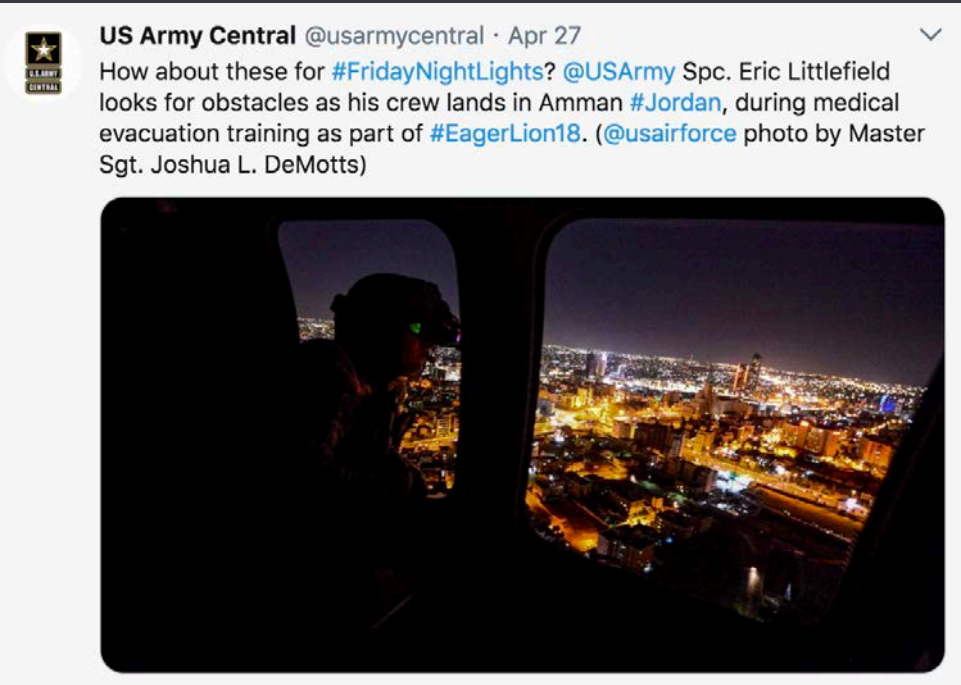 US Army Central @usarmycentral · Apr 27
How about these for #FridayNightLights? @USArmy Spc. Eric Littlefield
looks for obstacles as his crew lands in Amman #Jordan, during medical
evacuation training as part of #EagerLion18. (@usairforce photo by Master
Sgt. Joshua L. DeMotts)
U.S. ARMY
CENTRAL